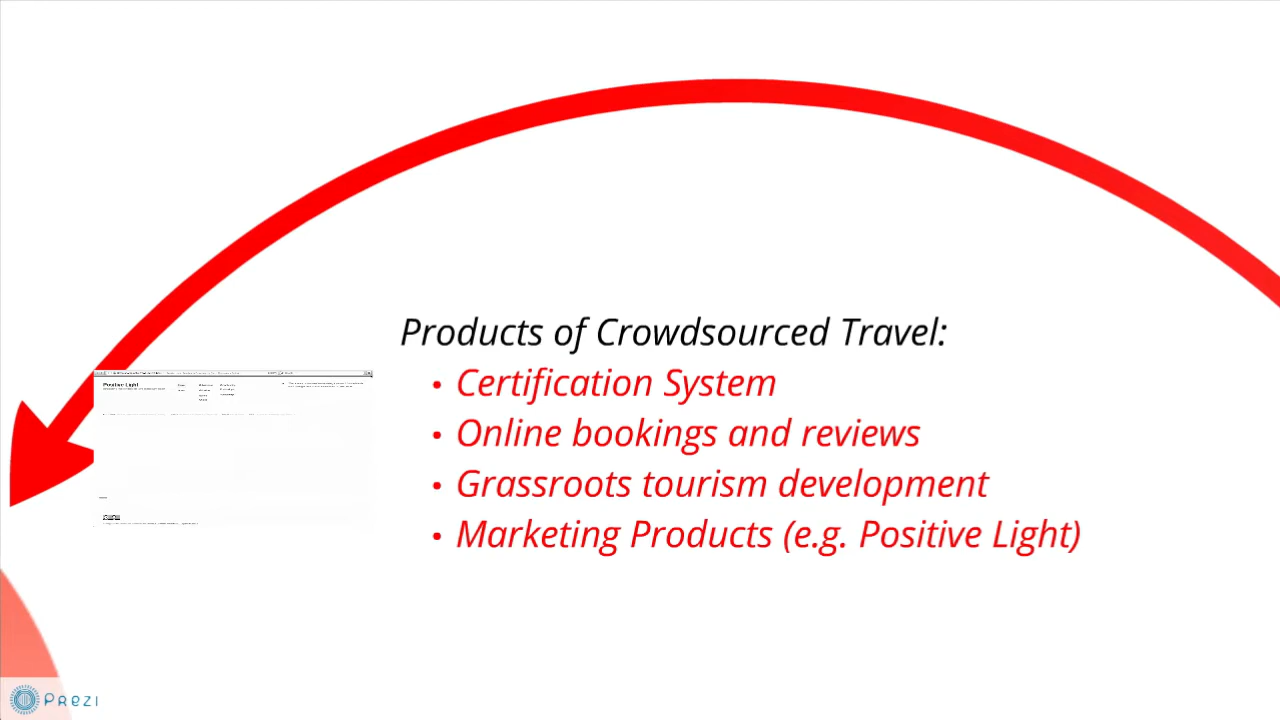 Products of Crowdsourced Travel:
• Certification System
• Online bookings and reviews
• Grassroots tourism development
• Marketing Products (e.g. Positive Light)
Positive Light
Prezi